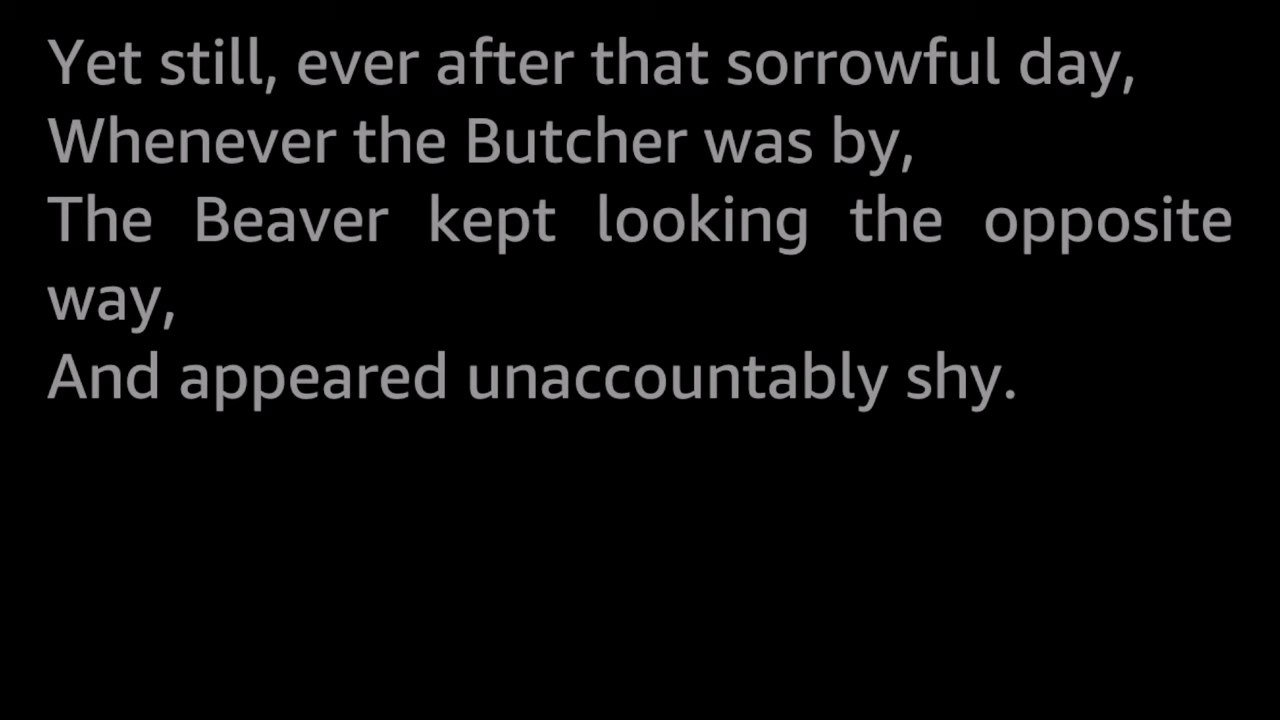 Yet still, ever after that sorrowful day,
Whenever the Butcher was by,
The Beaver kept looking the opposite
way,
And appeared unaccountably shy.